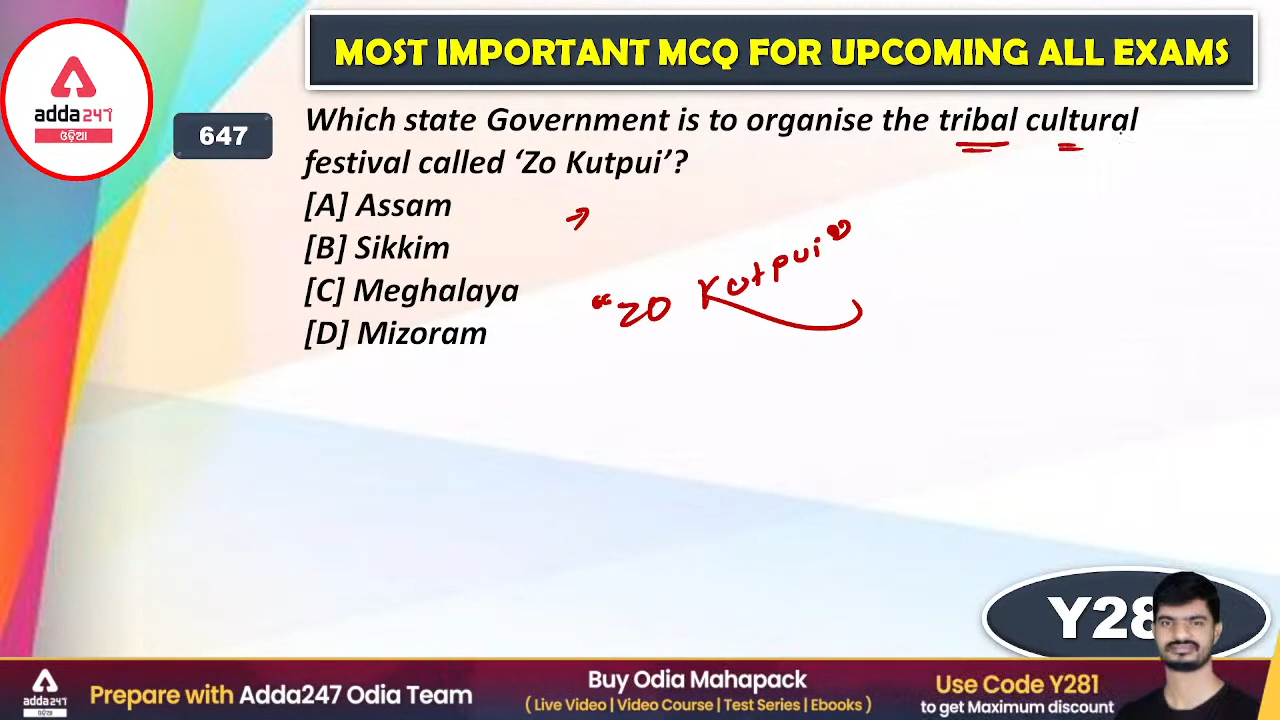 MOST IMPORTANT MCQ FOR UPCOMING ALL EXAMS
adda247
ଓଡ଼ିଆ
647
Which state Government is to organise the tribal cultural
festival called ‘Zo Kutpui’?
[A] Assam
[B] Sikkim
[C] Meghalaya
[D] Mizoram
“Zo Kutpui”
Y28
adda247
ଓଡ଼ିଆ
Prepare with Adda247 Odia Team
Buy Odia Mahapack
( Live Video | Video Course | Test Series | Ebooks )
Use Code Y281
to get Maximum discount